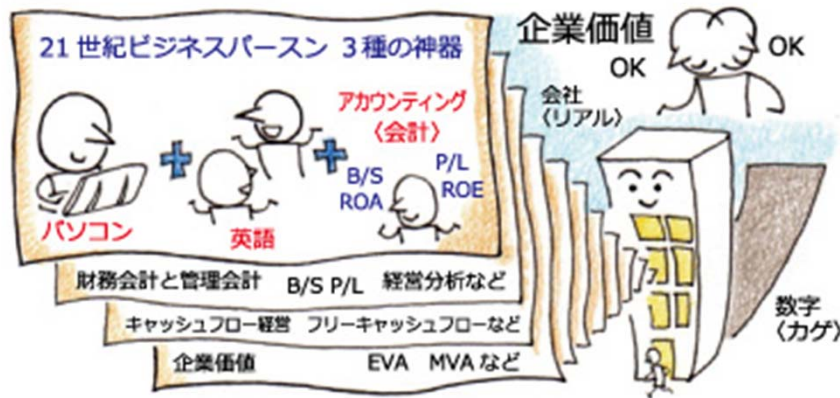 21世紀ビジネスパースン 3種の神器
パソコン
英語
アカウンティング
〈会計〉
B/S
P/L
ROA
ROE
財務会計と管理会計 B/S P/L 経営分析など
キャッシュフロー経営 フリーキャッシュフローなど
企業価値 EVA MVAなど
企業価値
OK
OK
会社
〈リアル〉
数字
〈カゲ〉